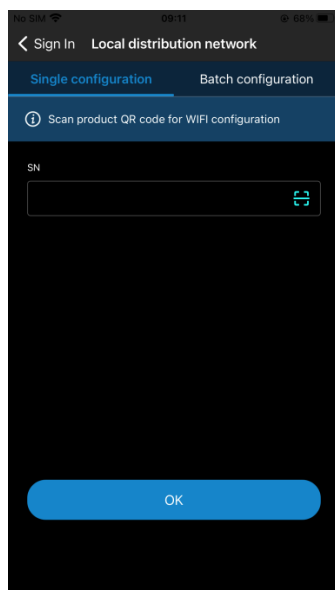 No SIM 09:11 68%
Sign In Local distribution network
Single configuration Batch configuration
Scan product QR code for WIFI configuration
SN
OK